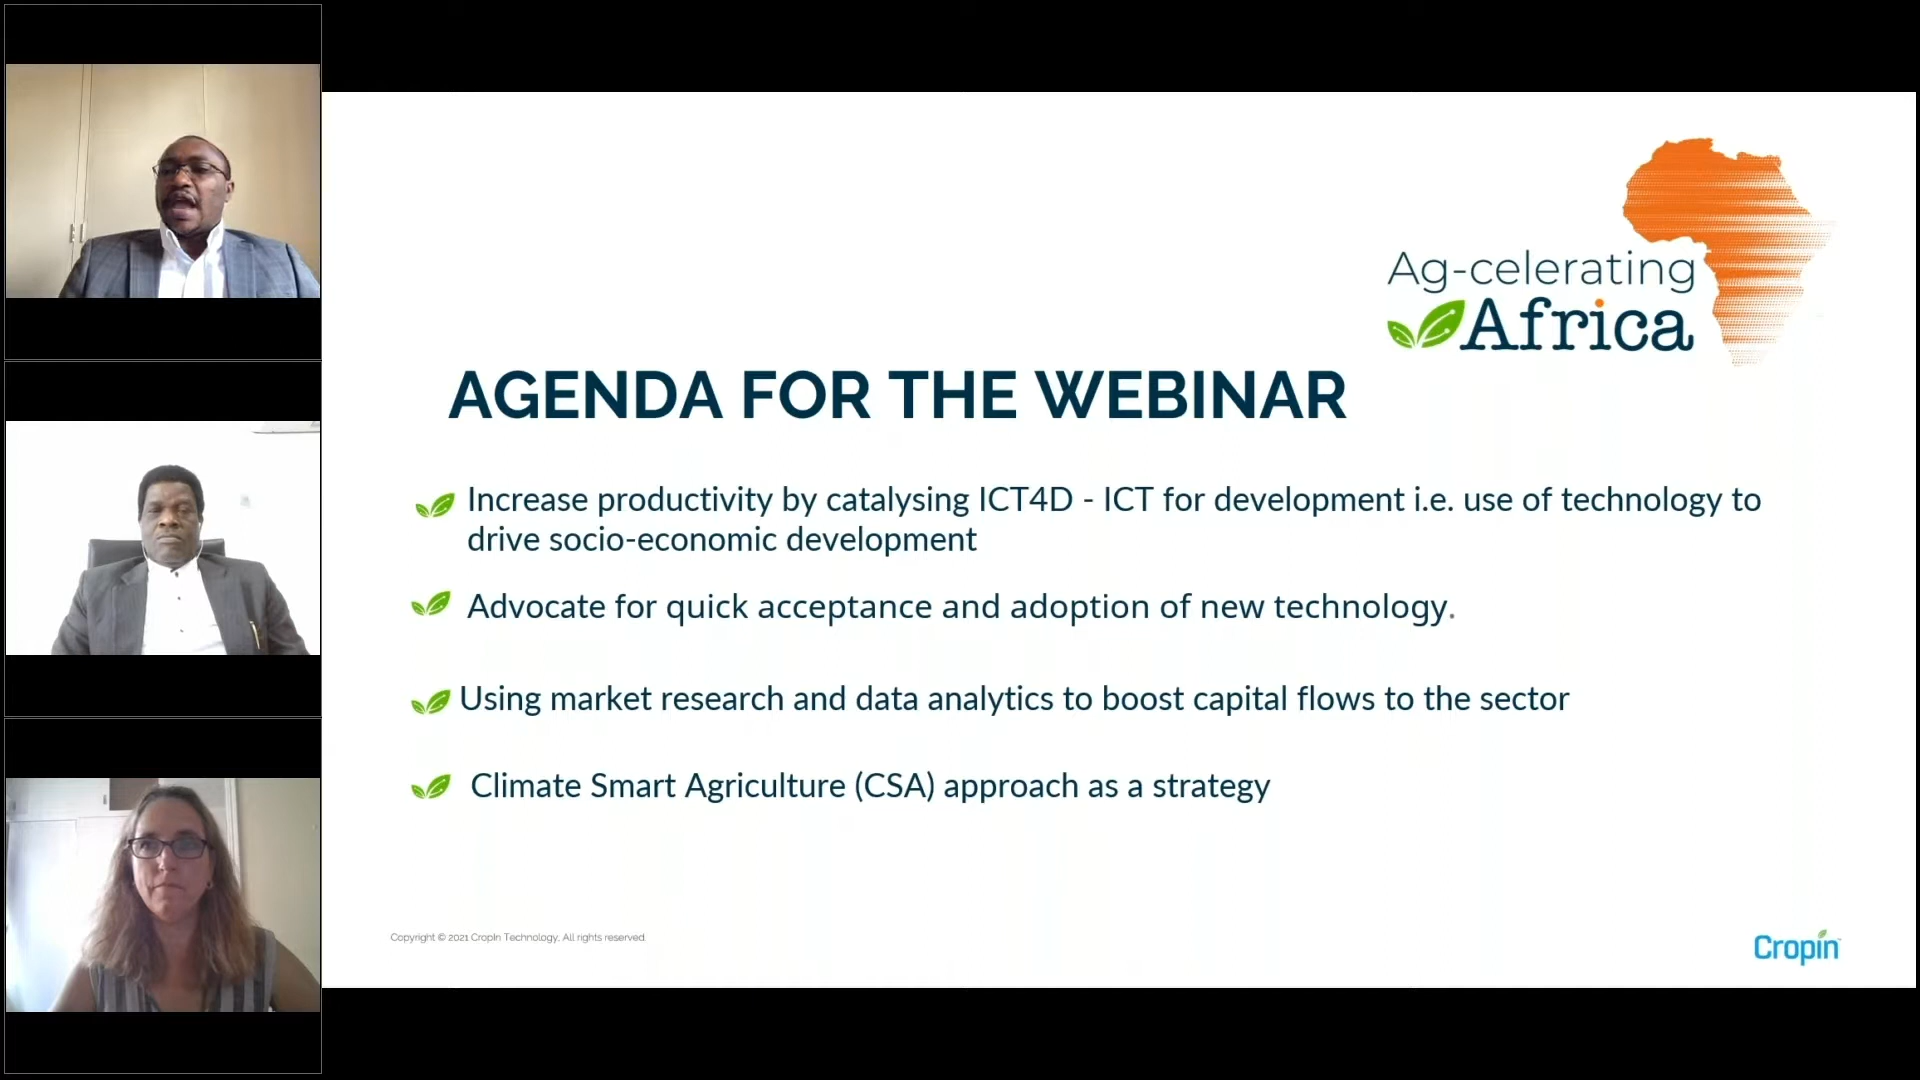 Ag-celerating
Africa
AGENDA FOR THE WEBINAR
Increase productivity by catalysing ICT4D - ICT for development i.e. use of technology to
drive socio-economic development
Advocate for quick acceptance and adoption of new technology.
Using market research and data analytics to boost capital flows to the sector
Climate Smart Agriculture (CSA) approach as a strategy
Copyright © 2021 CropIn Technology, All rights reserved.
Cropin